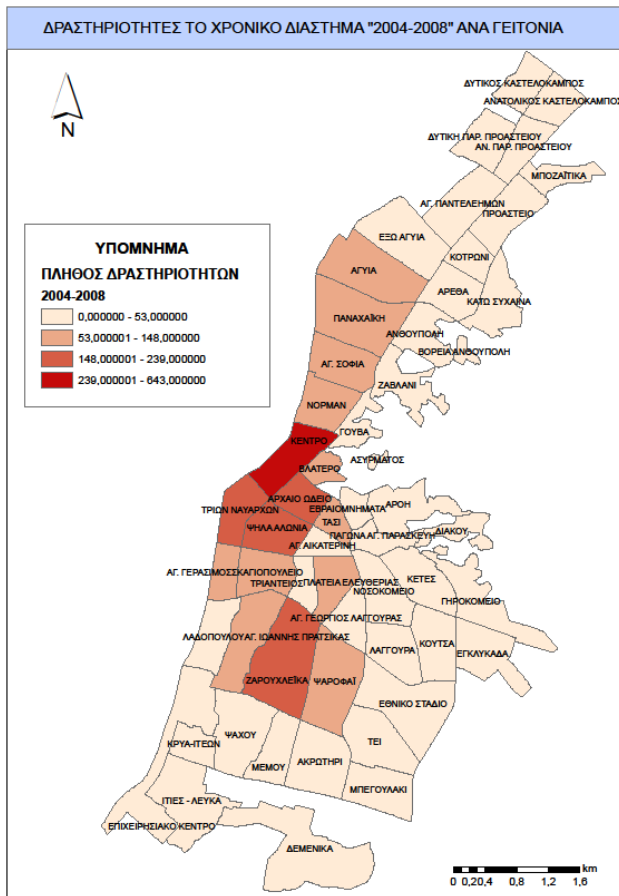 ΔΡΑΣΤΗΡΙΟΤΗΤΕΣ ΤΟ ΧΡΟΝΙΚΟ ΔΙΑΣΤΗΜΑ "2004-2008" ΑΝΑ ΓΕΙΤΟΝΙΑ
N
ΔΥΤΙΚΟΣ ΚΑΣΤΕΛΟΚΑΜΠΟΣ
ΑΝΑΤΟΛΙΚΟΣ ΚΑΣΤΕΛΟΚΑΜΠΟΣ
ΔΥΤΙΚΗ ΠΑΡ. ΠΡΟΑΣΤΕΙΟΥ
ΑΝ. ΠΑΡ. ΠΡΟΑΣΤΕΙΟΥ
ΜΠΟΖΑΪΤΙΚΑ
ΑΓ. ΠΑΝΤΕΛΕΗΜΩΝ
ΠΡΟΑΣΤΕΙΟ
ΕΞΩ ΑΓΥΙΑ
ΚΟΤΡΩΝΙ
ΑΓΥΙΑ
ΑΡΕΘΑ
ΚΑΤΩ ΣΥΧΑΙΝΑ
ΠΑΝΑΧΑΪΚΗ
ΑΝΘΟΥΠΟΛΗ
ΒΟΡΕΙΑ ΑΝΘΟΥΠΟΛΗ
ΑΓ. ΣΟΦΙΑ
ΖΑΒΛΑΝΙ
ΝΟΡΜΑΝ
ΥΠΟΜΝΗΜΑ
ΠΛΗΘΟΣ ΔΡΑΣΤΗΡΙΟΤΗΤΩΝ
2004-2008
0,000000 - 53,000000
53,000001 - 148,000000
148,000001 - 239,000000
239,000001 - 643,000000
ΓΟΥΒΑ
ΚΕΝΤΡΟ
ΑΣΥΡΜΑΤΟΣ
ΒΛΑΤΕΡΟ
ΑΡΧΑΙΟ ΩΔΕΙΟ
ΑΡΟΗ
ΕΒΡΑΙΟΜΝΗΜΑΤΑ
ΤΡΙΩΝ ΝΑΥΑΡΧΩΝ
ΤΑΣΙ
ΨΗΛΑ ΑΛΩΝΙΑ
ΔΙΑΚΟΥ
ΠΑΓΩΝΑ
ΑΓ. ΠΑΡΑΣΚΕΥΗ
ΑΓ. ΑΙΚΑΤΕΡΙΝΗ
ΑΓ. ΓΕΡΑΣΙΜΟΣ
ΣΚΑΓΙΟΠΟΥΛΕΙΟ
ΤΡΙΑΝΤΕΙΟΣ
ΠΛΑΤΕΙΑ ΕΛΕΥΘΕΡΙΑΣ
ΚΕΤΕΣ
ΝΟΣΟΚΟΜΕΙΟ
ΓΗΡΟΚΟΜΕΙΟ
ΑΓ. ΓΕΩΡΓΙΟΣ ΛΑΓΓΟΥΡΑΣ
ΛΑΔΟΠΟΥΛΟΥ
ΑΓ. ΙΩΑΝΝΗΣ ΠΡΑΤΣΙΚΑΣ
ΚΟΥΤΣΑ
ΛΑΓΓΟΥΡΑ
ΕΓΛΥΚΑΔΑ
ΖΑΡΟΥΧΛΕΪΚΑ
ΨΑΡΟΦΑΪ
ΕΘΝΙΚΟ ΣΤΑΔΙΟ
ΨΑΧΟΥ
ΚΡΥΑ-ΙΤΕΩΝ
ΤΕΙ
ΑΚΡΩΤΗΡΙ
ΜΕΜΟΥ
ΜΠΕΓΟΥΛΑΚΙ
ΙΤΙΕΣ - ΛΕΥΚΑ
ΕΠΙΧΕΙΡΗΣΙΑΚΟ ΚΕΝΤΡΟ
ΔΕΜΕΝΙΚΑ
km
0 0,20,4 0,8 1,2 1,6